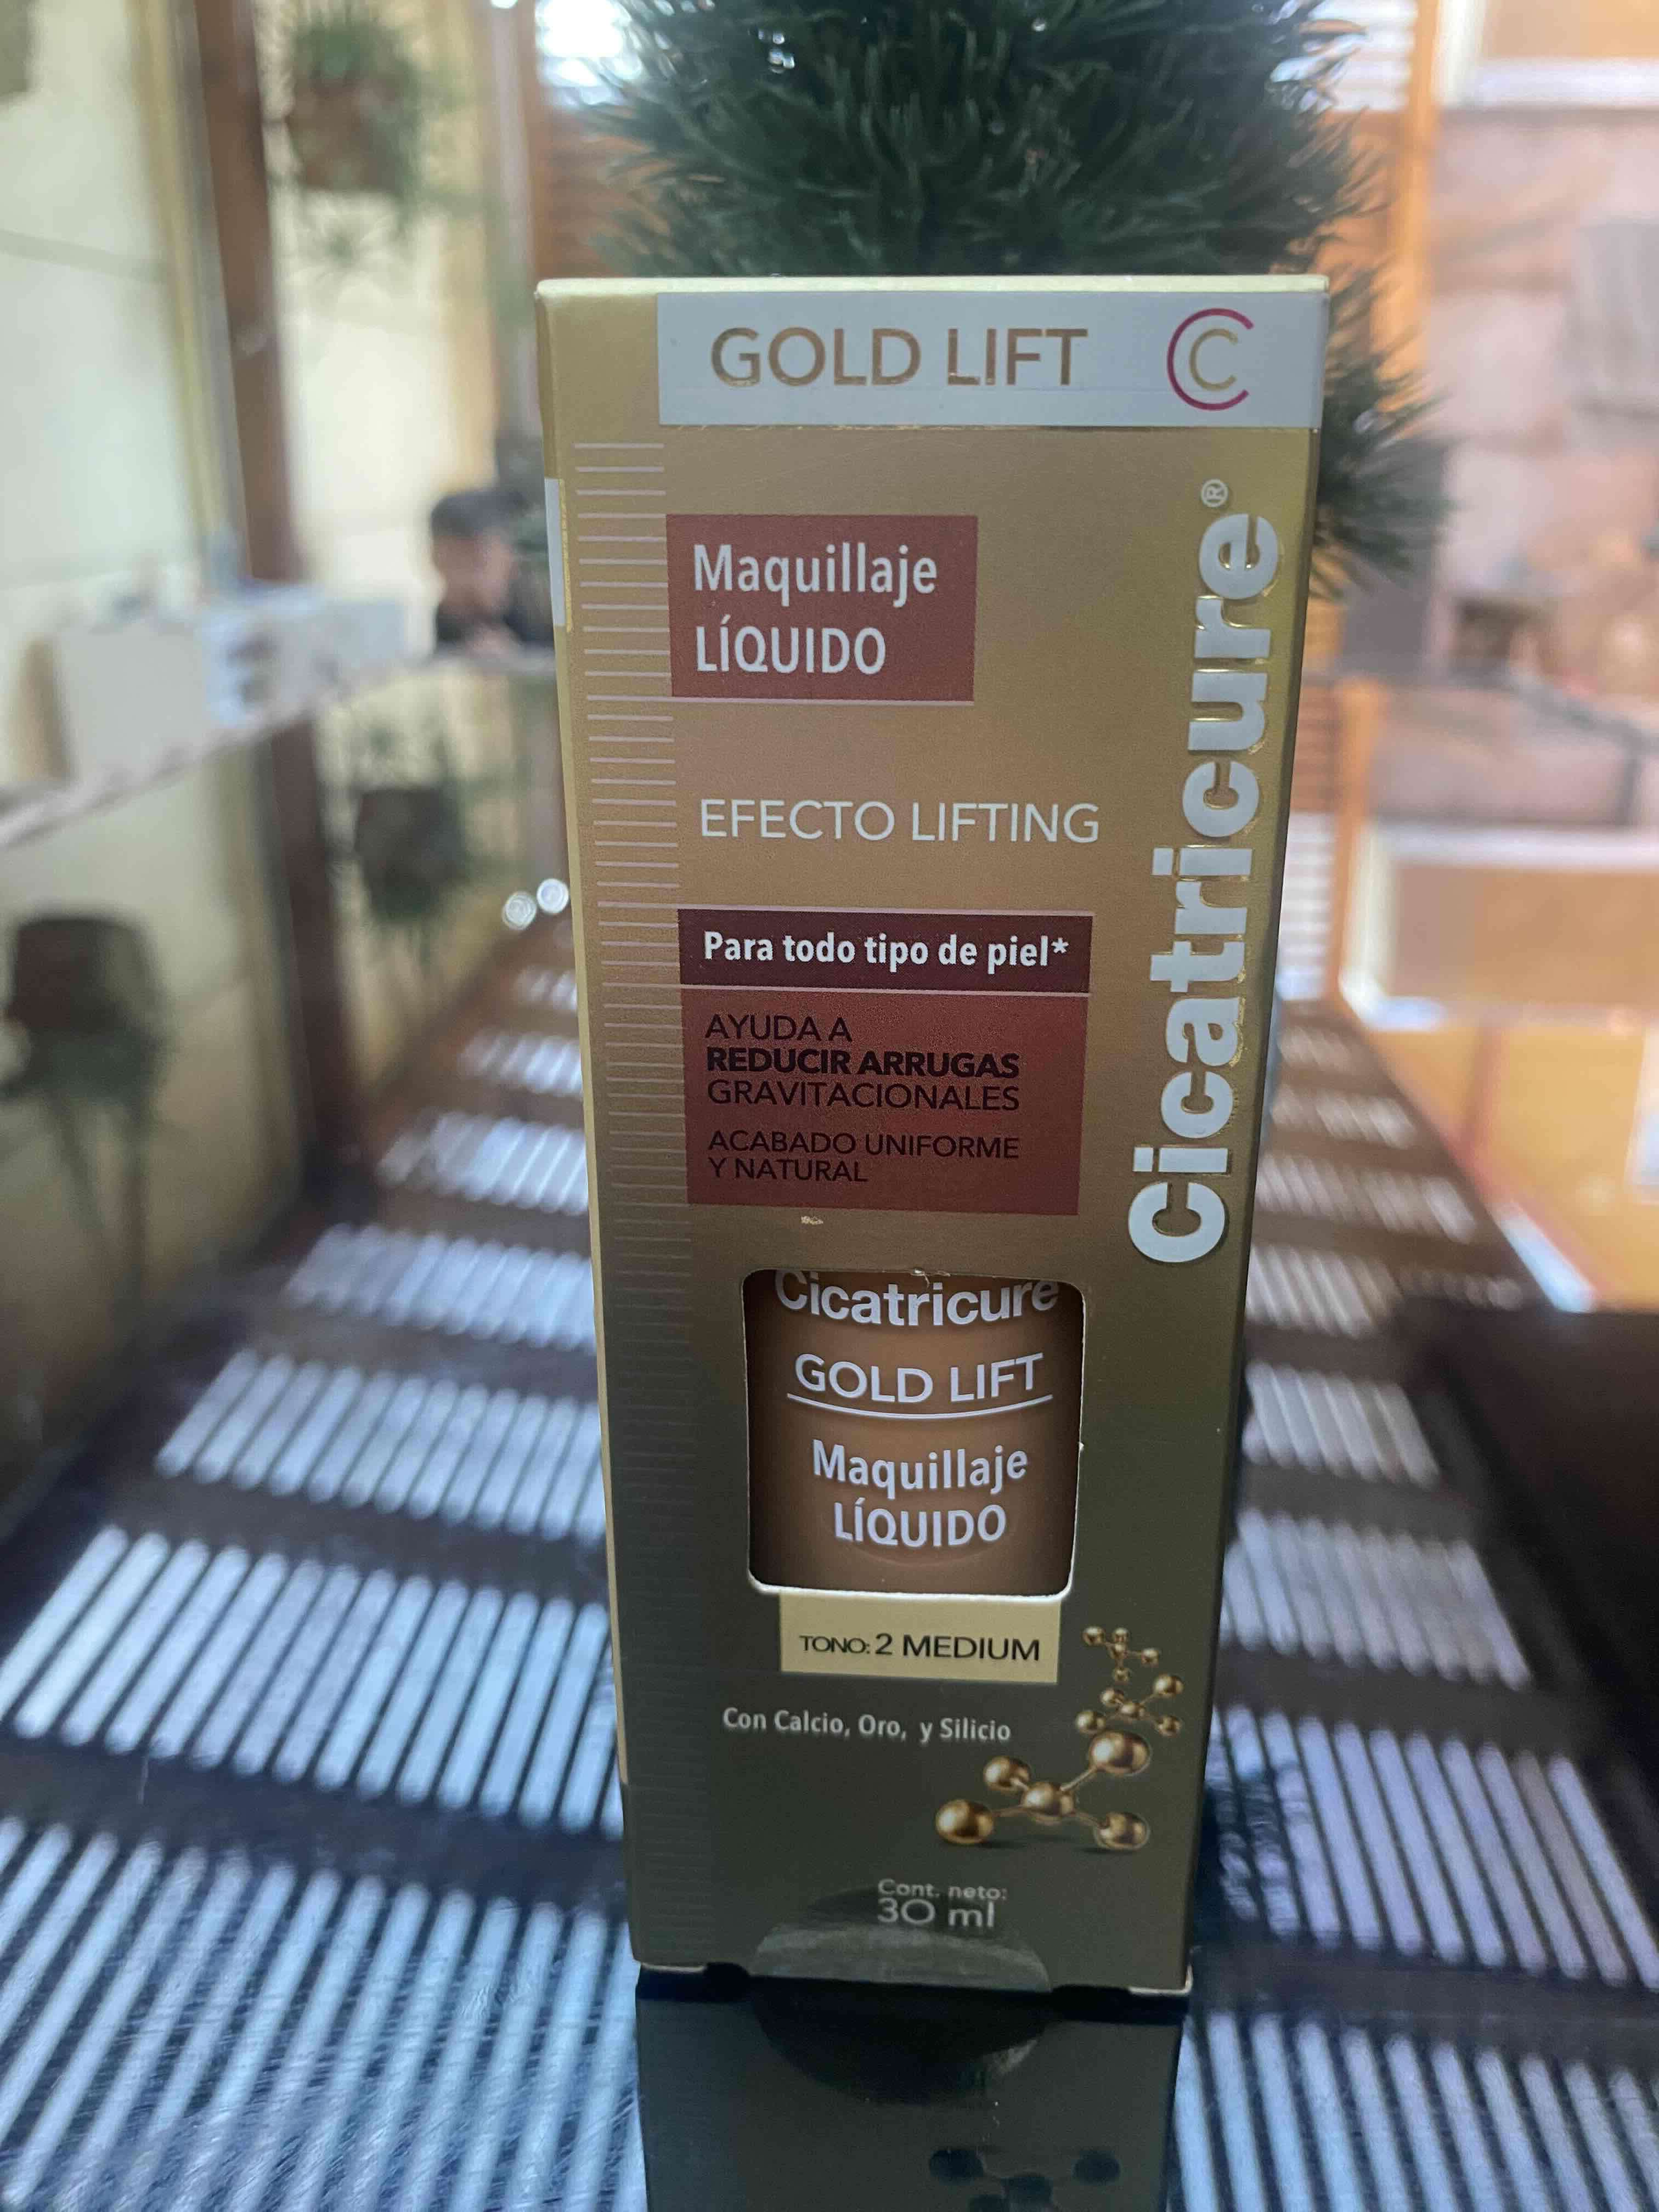 GOLD LIFT C
Maquillaje
LÍQUIDO
Cicatricure®
EFECTO LIFTING
Para todo tipo de piel*
AYUDA A
REDUCIR ARRUGAS
GRAVITACIONALES
ACABADO UNIFORME
Y NATURAL
Cicatricure
GOLD LIFT
Maquillaje
LÍQUIDO
TONO: 2 MEDIUM
Con Calcio, Oro, y Silicio
Cont. neto:
30 ml